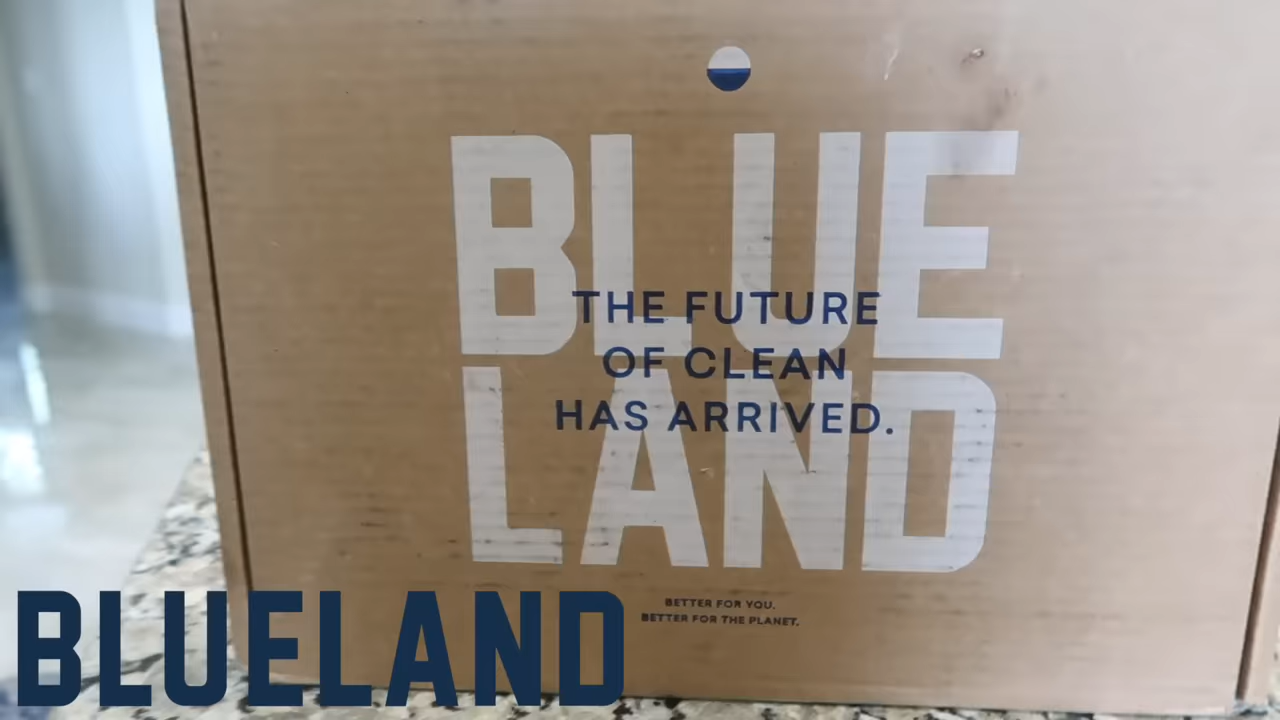 BLUE
THE FUTURE
OF CLEAN
HAS ARRIVED.
LAND
BETTER FOR YOU.
BETTER FOR THE PLANET.
BLUELAND